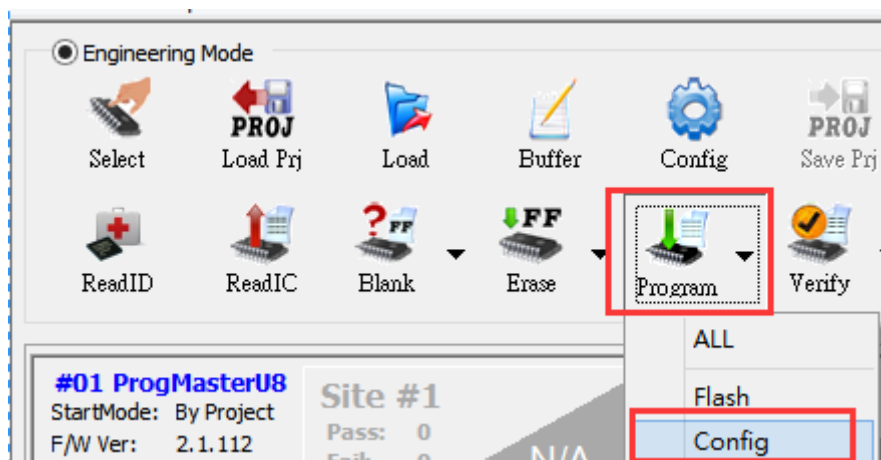 Engineering Mode
PROJ PROJ
Select Load Prj Load Buffer Config Save Prj
? FF FF
ReadID ReadIC Blank Erase Program Verify
ALL
#01 ProgMasterU8 Site #1 Flash
StartMode: By Project
Pass: 0 Config
F/W Ver: 2.1.112
N/A